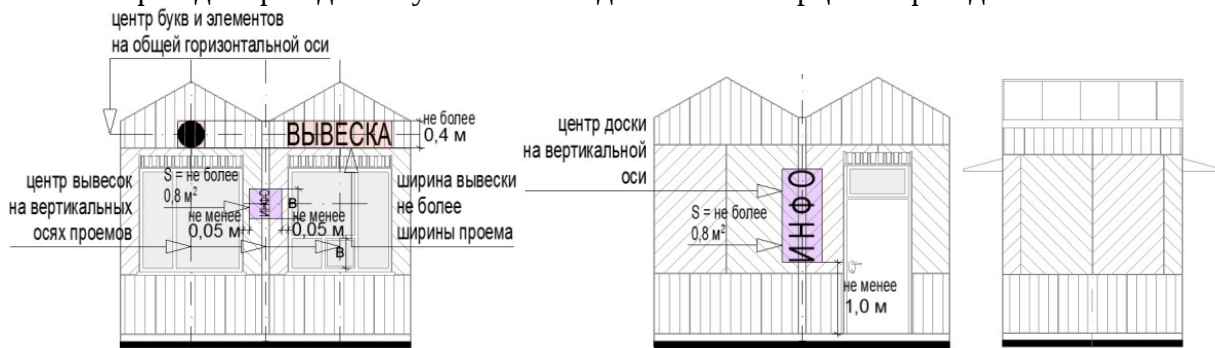 центр букв и элементов
на общей горизонтальной оси
ВЫВЕСКА
не более
0,4 м
центр вывесок
на вертикальных
осях проемов
S = не более
0,8 м²
ИНФО
В
не менее
0,05 м
не менее
0,05 м
В
ширина вывески
не более
ширины проема
центр доски
на вертикальной
оси
S = не более
0,8 м²
ИНФО
не менее
1,0 м